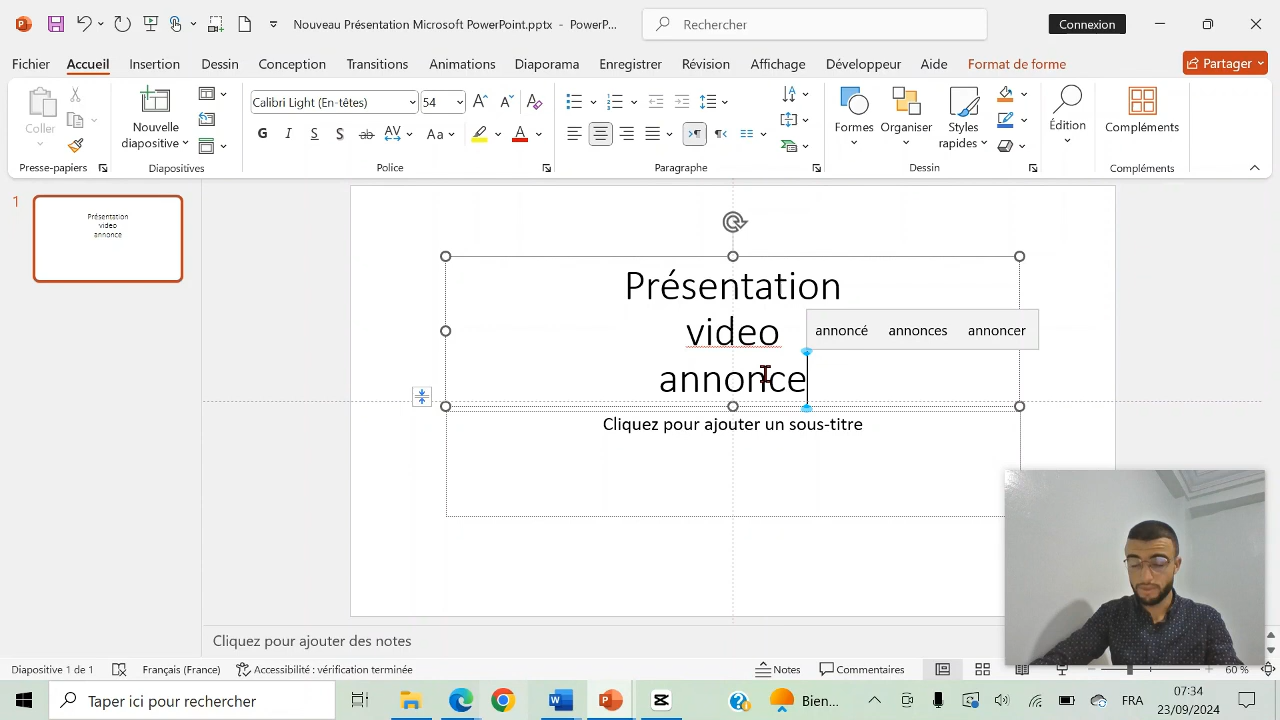 Nouveau Présentation Microsoft PowerPoint.pptx - PowerP...
Rechercher
Connexion
Fichier Accueil Insertion Dessin Conception Transitions Animations Diaporama Enregistrer Révision Affichage Développeur Aide Format de forme Partager
Calibri Light (En-têtes) 54
Coller
Nouvelle
diapositive
G I S S ab AV Aa A
Formes Organiser Styles
rapides
Édition
Compléments
Presse-papiers Diapositives Police Paragraphe Dessin Compléments
1
Présentation
video
annonce
Présentation
video
annonce
annoncé annonces annoncer
Cliquez pour ajouter un sous-titre
Cliquez pour ajouter des notes
Diapositive 1 de 1 Français (France) Accessibilité : vérification terminée Notes Commentaires 60 %
Taper ici pour rechercher
Bien...
FRA
07:34
23/09/2024